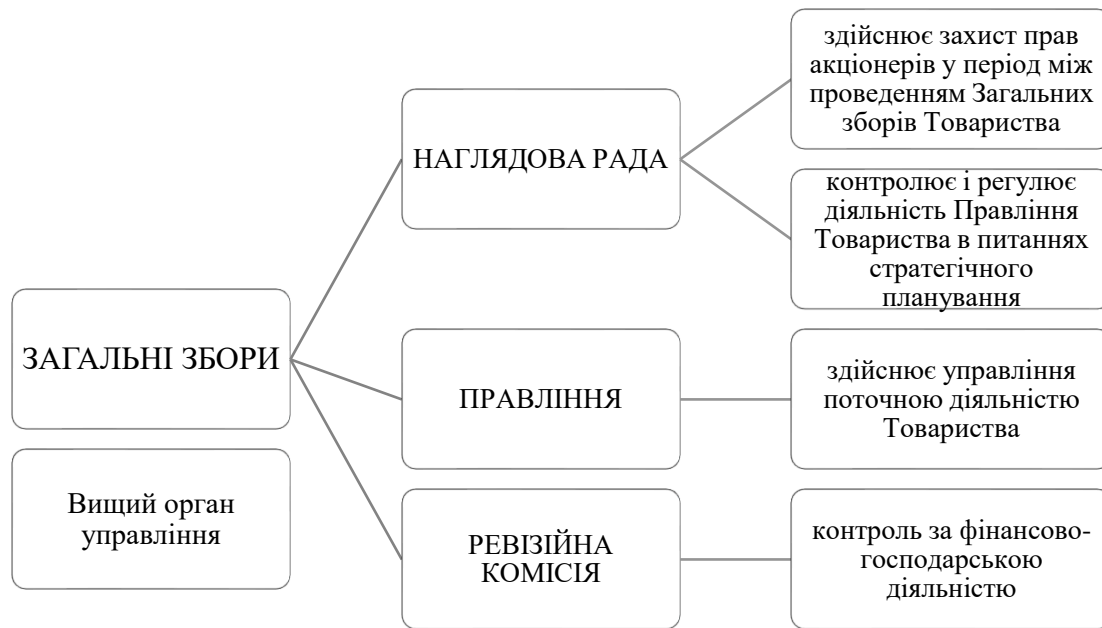 ЗАГАЛЬНІ ЗБОРИ
Вищий орган
управління
НАГЛЯДОВА РАДА
здійснює захист прав
акціонерів у період між
проведенням Загальних
зборів Товариства
контролює і регулює
діяльність Правління
Товариства в питаннях
стратегічного
планування
ПРАВЛІННЯ
здійснює управління
поточною діяльністю
Товариства
РЕВІЗІЙНА
КОМІСІЯ
контроль за фінансово-
господарською
діяльністю